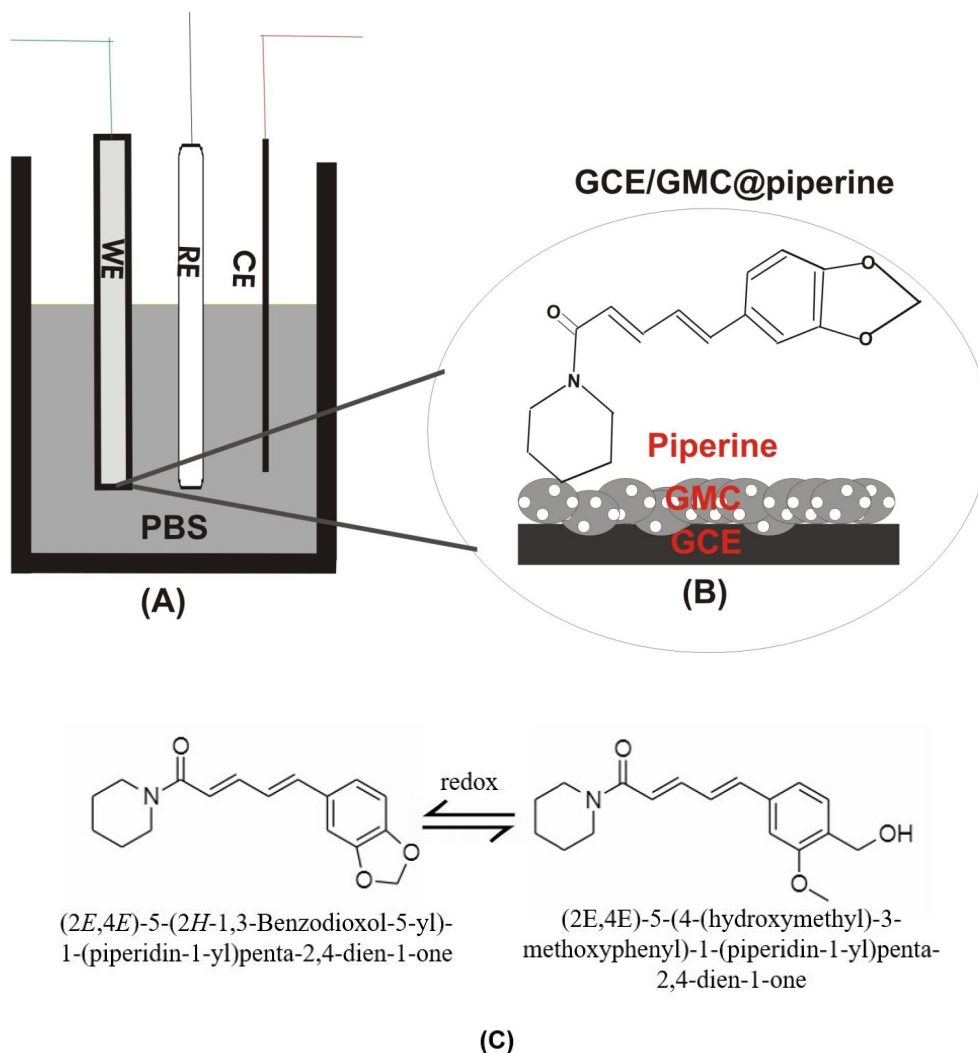 GCE/GMC@piperine
WE
RE
CE
O
O
O
N
Piperine
GMC
GCE
PBS
(A)
(B)
O
N
O
O
redox
O
N
OH
O
(2E,4E)-5-(2H-1,3-Benzodioxol-5-yl)-
1-(piperidin-1-yl)penta-2,4-dien-1-one
(2E,4E)-5-(4-(hydroxymethyl)-3-
methoxyphenyl)-1-(piperidin-1-yl)penta-
2,4-dien-1-one
(C)